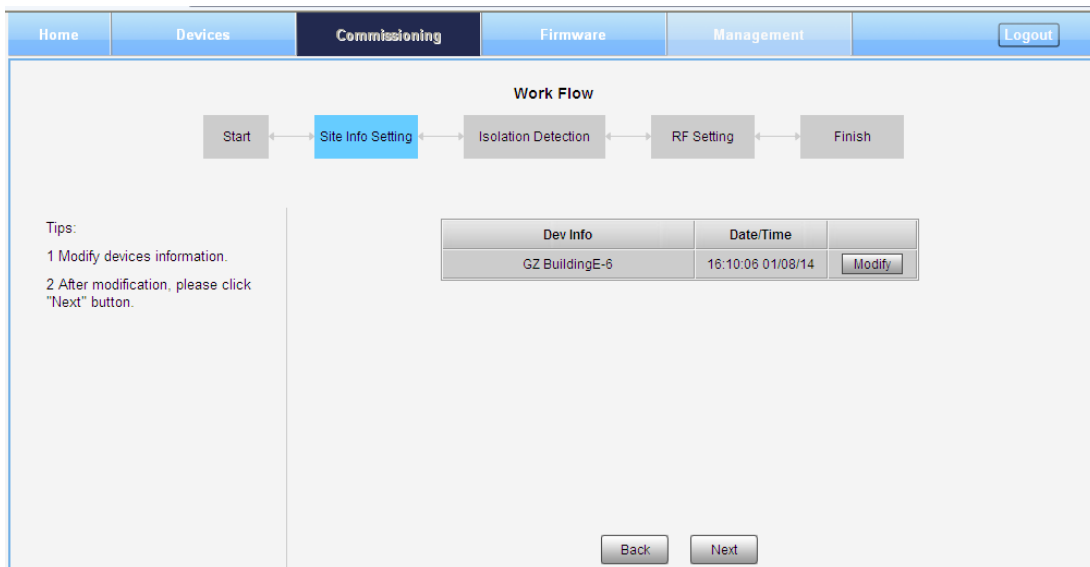 Home Devices Commissioning Firmware Management Logout
Work Flow
Start Site Info Setting Isolation Detection RF Setting Finish
Tips:
1 Modify devices information.
2 After modification, please click
"Next" button.
Dev Info Date/Time
GZ BuildingE-6 16:10:06 01/08/14 Modify
Back Next